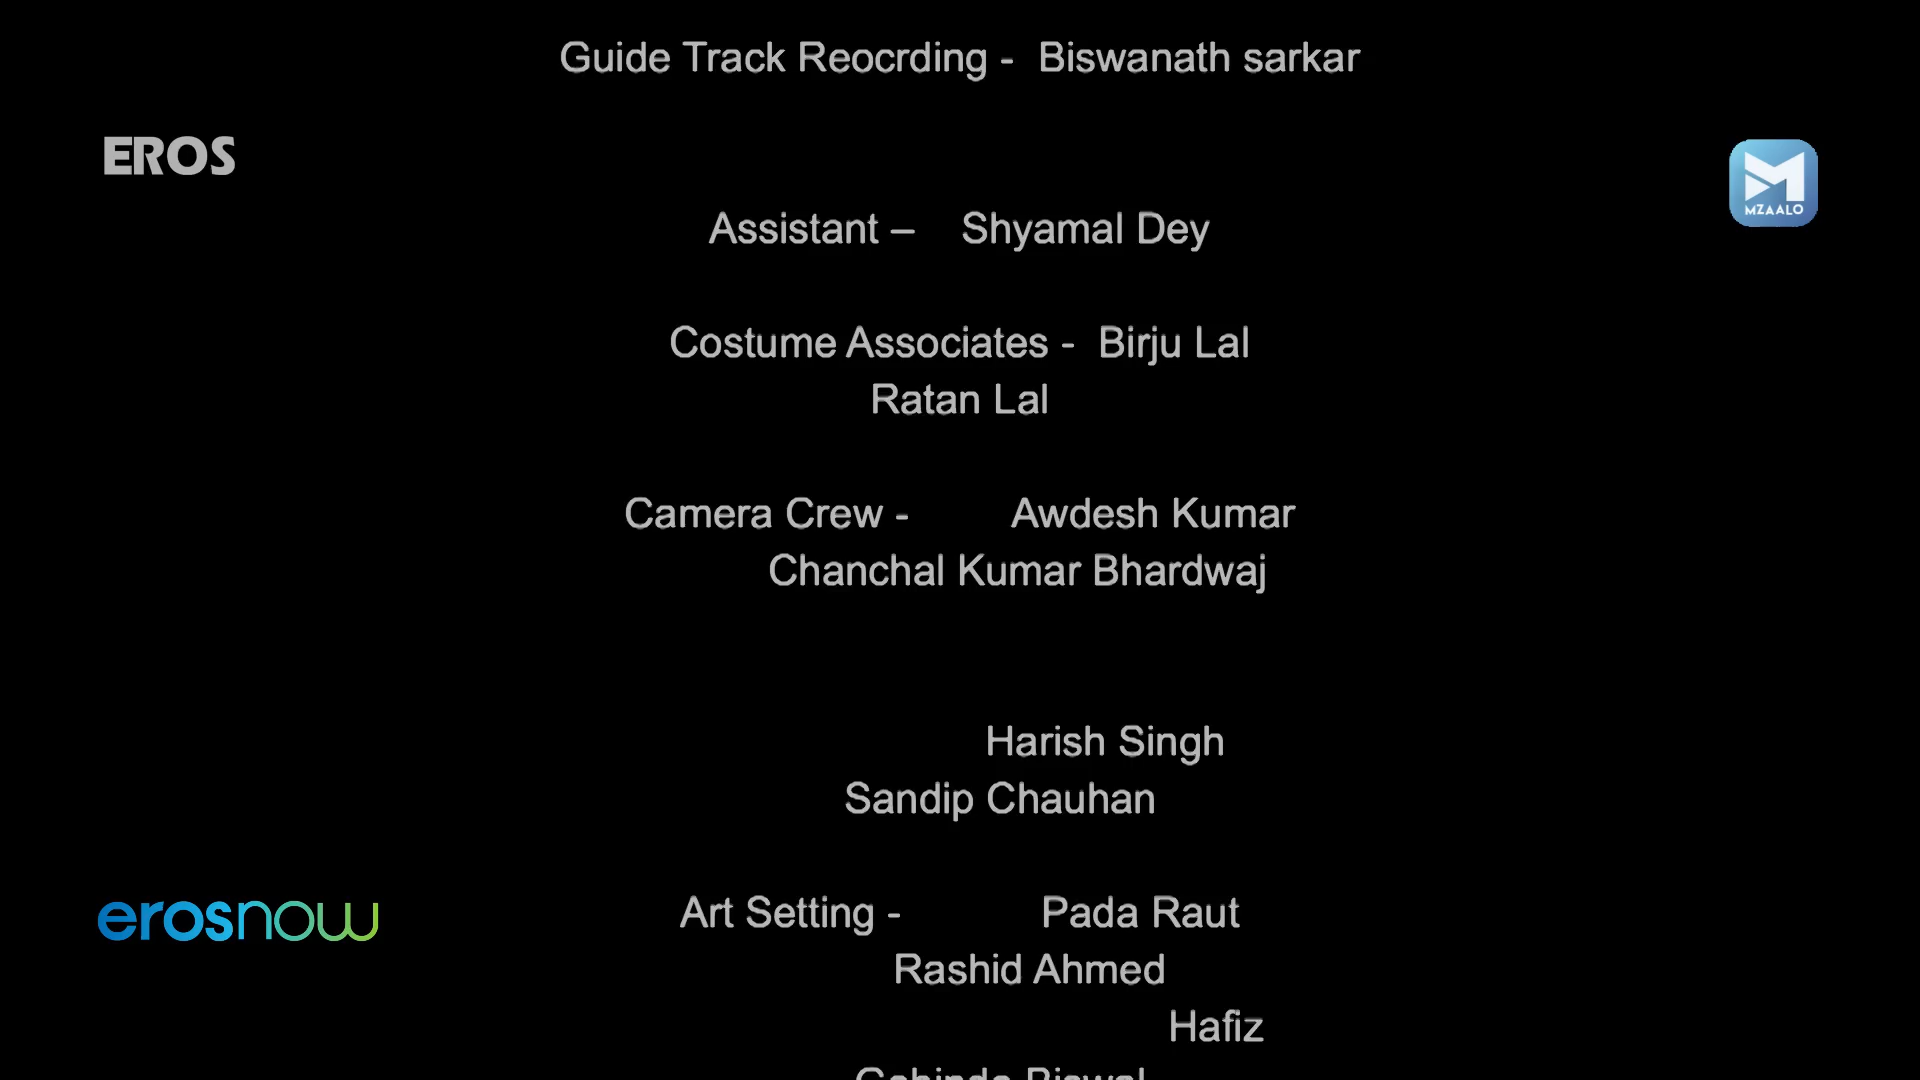 Guide Track Reocrding - Biswanath sarkar
EROS
MZAALO
Assistant – Shyamal Dey
Costume Associates - Birju Lal
Ratan Lal
Camera Crew - Awdesh Kumar
Chanchal Kumar Bhardwaj
Harish Singh
Sandip Chauhan
Art Setting - Pada Raut
erosnow
Rashid Ahmed
Hafiz